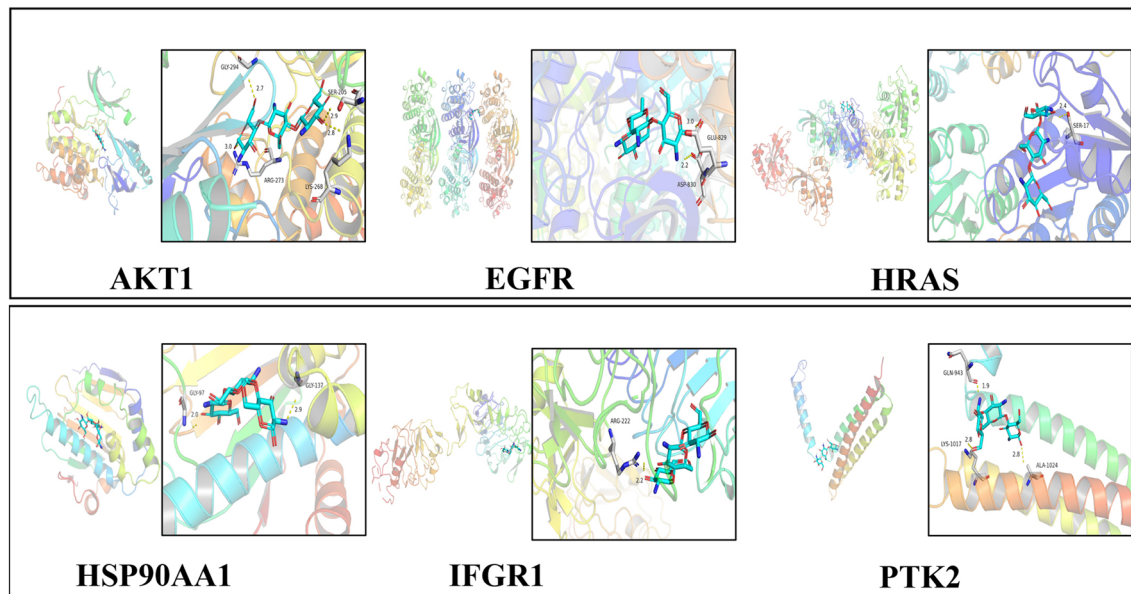 GLY-294
2.7
SER-205
2.9
2.8
3.0
ARG-273
LYS-268
AKT1
3.0
GLU-829
2.2
ASP-830
EGFR
2.4
SER-17
HRAS
GLY-97
2.0
GLY-137
2.9
HSP90AA1
ARG-222
2.2
IFGR1
GLN-943
1.9
LYS-1017
2.8
2.8
ALA-1024
PTK2